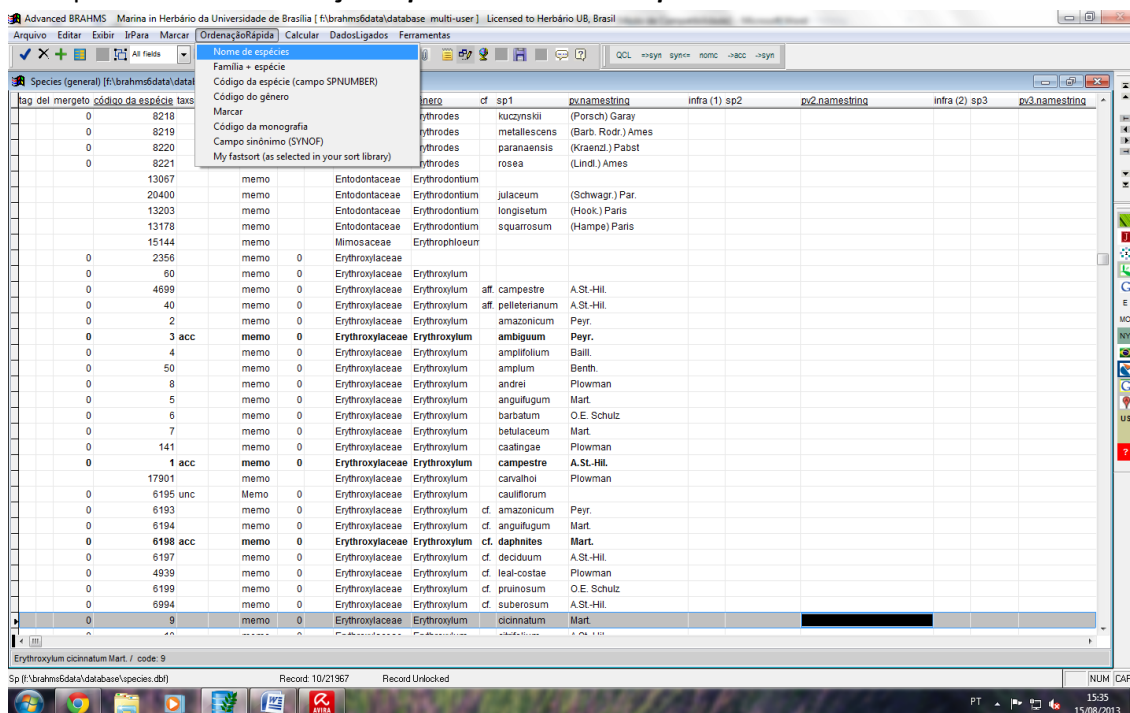 Advanced BRAHMS Marina in Herbário da Universidade de Brasília [ f:\brahms6data\database multi-user ] Licensed to Herbário UB, Brasil
Arquivo Editar Exibir IrPara Marcar OrdenaçãoRápida Calcular DadosLigados Ferramentas
All fields QCL =>syn syn<= nomc ->acc ->syn
Nome de espécies
Família + espécie
Código da espécie (campo SPNUMBER)
Código do gênero
Marcar
Código da monografia
Campo sinónimo (SYNOF)
My fastsort (as selected in your sort library)
Species (general) [f:\brahms6data\datal
tag del mergeto código da espécie taxs ênero cf sp1 pv.namestring infra (1) sp2 pv2.namestring infra (2) sp3 pv3.namestring
0 8218 rythrodes kuczynskii (Porsch) Garay
0 8219 rythrodes metallescens (Barb. Rodr.) Ames
0 8220 rythrodes paranaensis (Kraenzl.) Pabst
0 8221 rythrodes rosea (Lindl.) Ames
13067 memo Entodontaceae Erythrodontium
20400 memo Entodontaceae Erythrodontium julaceum (Schwagr.) Par.
13203 memo Entodontaceae Erythrodontium longisetum (Hook.) Paris
13178 memo Entodontaceae Erythrodontium squarrosum (Hampe) Paris
15144 memo Mimosaceae Erythrophloeum
0 2356 memo 0 Erythroxylaceae
0 60 memo 0 Erythroxylaceae Erythroxylum
0 4699 memo 0 Erythroxylaceae Erythroxylum aff. campestre A.St.-Hil.
0 40 memo 0 Erythroxylaceae Erythroxylum aff. pelleterianum A.St.-Hil.
0 2 memo 0 Erythroxylaceae Erythroxylum amazonicum Peyr.
0 3 acc memo 0 Erythroxylaceae Erythroxylum ambiguum Peyr.
0 4 memo 0 Erythroxylaceae Erythroxylum amplifolium Baill.
0 50 memo 0 Erythroxylaceae Erythroxylum amplum Benth.
0 8 memo 0 Erythroxylaceae Erythroxylum andrei Plowman
0 5 memo 0 Erythroxylaceae Erythroxylum anguifugum Mart.
0 6 memo 0 Erythroxylaceae Erythroxylum barbatum O.E. Schulz
0 7 memo 0 Erythroxylaceae Erythroxylum betulaceum Mart.
0 141 memo 0 Erythroxylaceae Erythroxylum caatingae Plowman
0 1 acc memo 0 Erythroxylaceae Erythroxylum campestre A.St.-Hil.
17901 memo Erythroxylaceae Erythroxylum carvalhoi Plowman
0 6195 unc Memo 0 Erythroxylaceae Erythroxylum cauliflorum
0 6193 memo 0 Erythroxylaceae Erythroxylum cf. amazonicum Peyr.
0 6194 memo 0 Erythroxylaceae Erythroxylum cf. anguifugum Mart.
0 6198 acc memo 0 Erythroxylaceae Erythroxylum cf. daphnites Mart.
0 6197 memo 0 Erythroxylaceae Erythroxylum cf. deciduum A.St.-Hil.
0 4939 memo 0 Erythroxylaceae Erythroxylum cf. leal-costae Plowman
0 6199 memo 0 Erythroxylaceae Erythroxylum cf. pruinosum O.E. Schulz
0 6994 memo 0 Erythroxylaceae Erythroxylum cf. suberosum A.St.-Hil.
0 9 memo 0 Erythroxylaceae Erythroxylum cicinnatum Mart.
Erythroxylum cicinnatum Mart. / code: 9
Sp (f:\brahms6data\database\species.dbf) Record: 10/21967 Record Unlocked NUM CAP
PT 15:35
15/08/2013